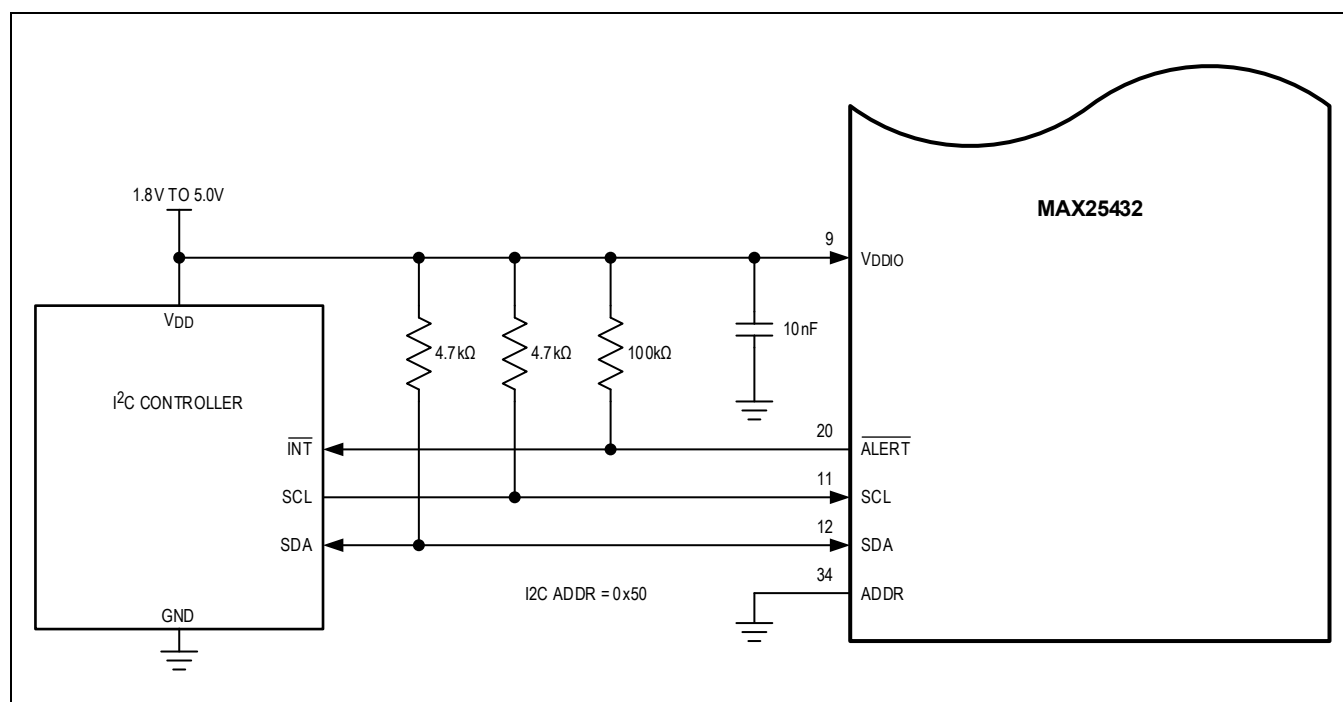 1.8V TO 5.0V
MAX25432
9
VDDIO
VDD
4.7kΩ
4.7kΩ
100kΩ
10nF
I²C CONTROLLER
20
INT
ALERT
11
SCL
SCL
12
SDA
SDA
34
I2C ADDR = 0x50
ADDR
GND